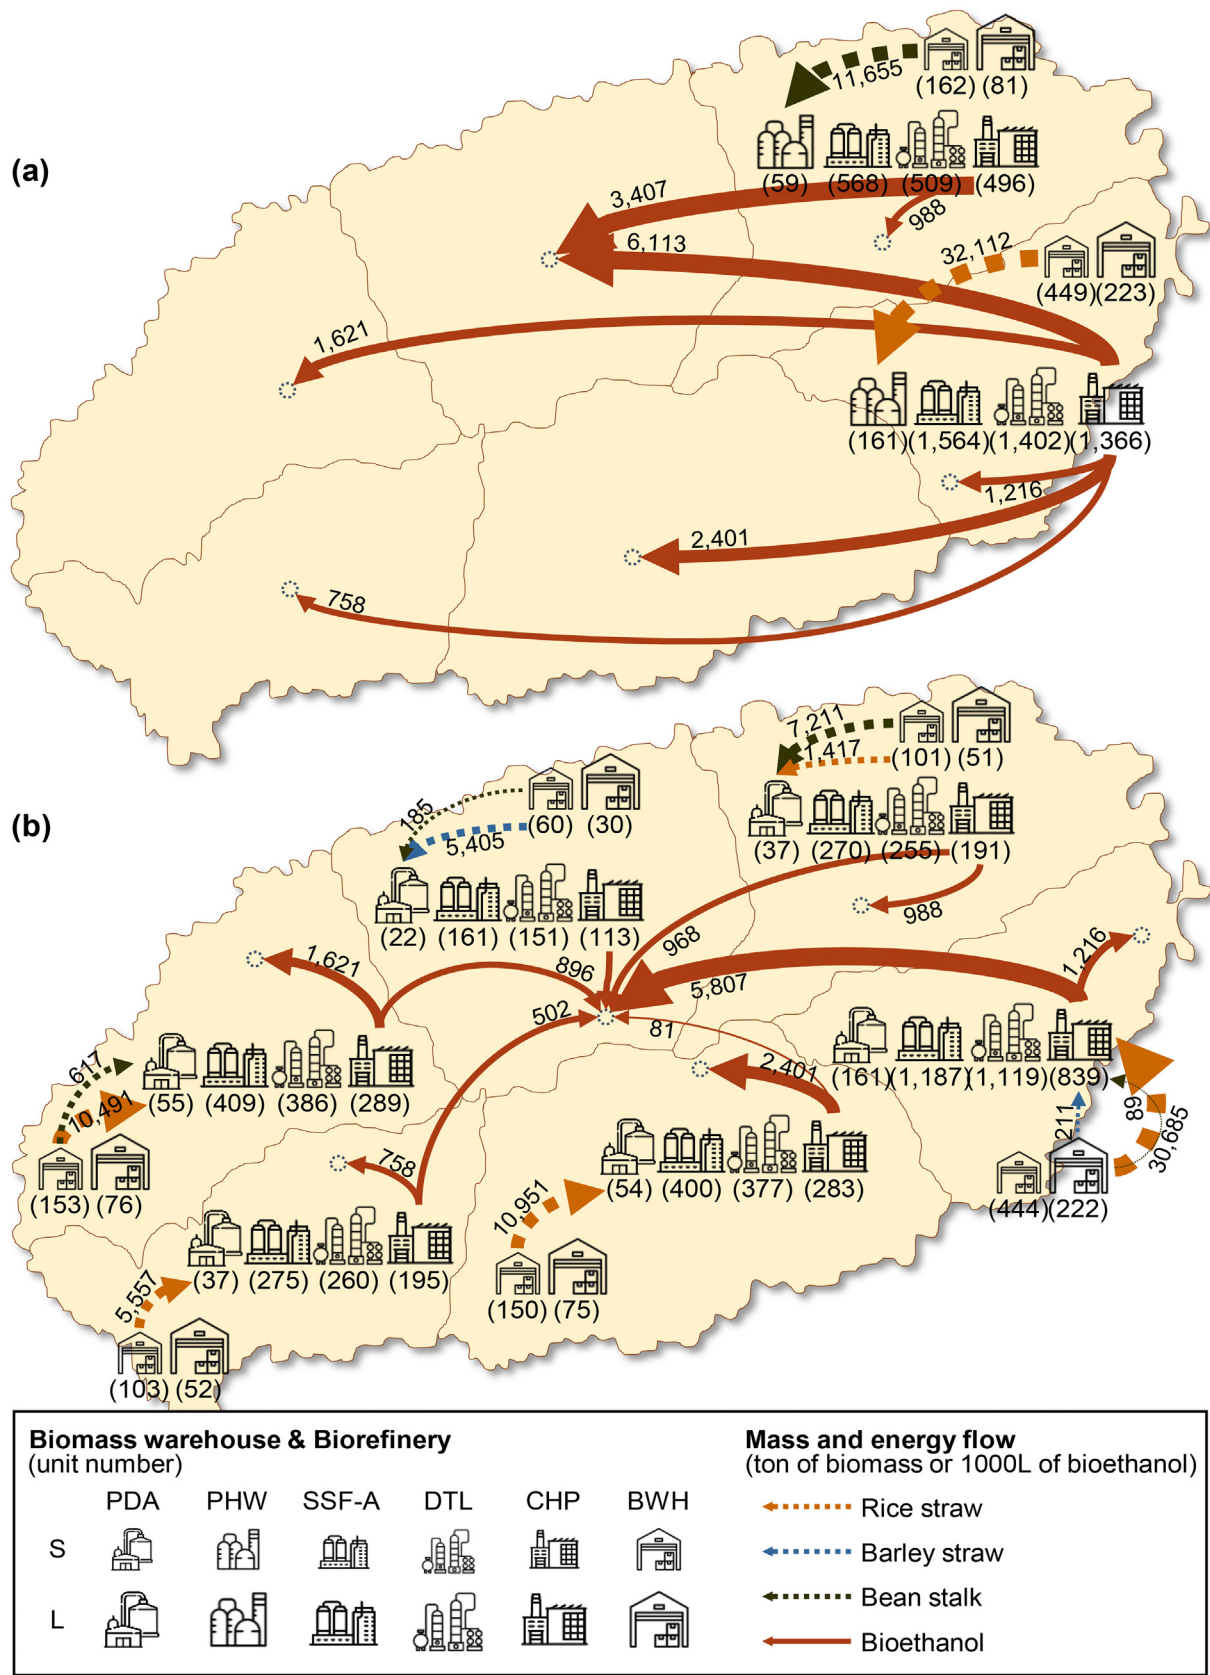 (a)
11,655
(162) (81)
(59) (568) (509) (496)
3,407
988
6,113
32,112
(449) (223)
1,621
(161) (1,564) (1,402) (1,366)
1,216
2,401
758
(b)
7,211
1,417
(101) (51)
185
5,405
(60) (30)
(37) (270) (255) (191)
(22) (161) (151) (113)
968
988
1,621
896
5,807
1,216
502
81
2,401
617
10,491
(55) (409) (386) (289)
(161) (1,187) (1,119) (839)
211
89
30,685
(153) (76)
758
(54) (400) (377) (283)
(444) (222)
10,951
(37) (275) (260) (195)
5,557
(150) (75)
(103) (52)
Biomass warehouse & Biorefinery
(unit number)
PDA PHW SSF-A DTL CHP BWH
S
L
Mass and energy flow
(ton of biomass or 1000L of bioethanol)
Rice straw
Barley straw
Bean stalk
Bioethanol